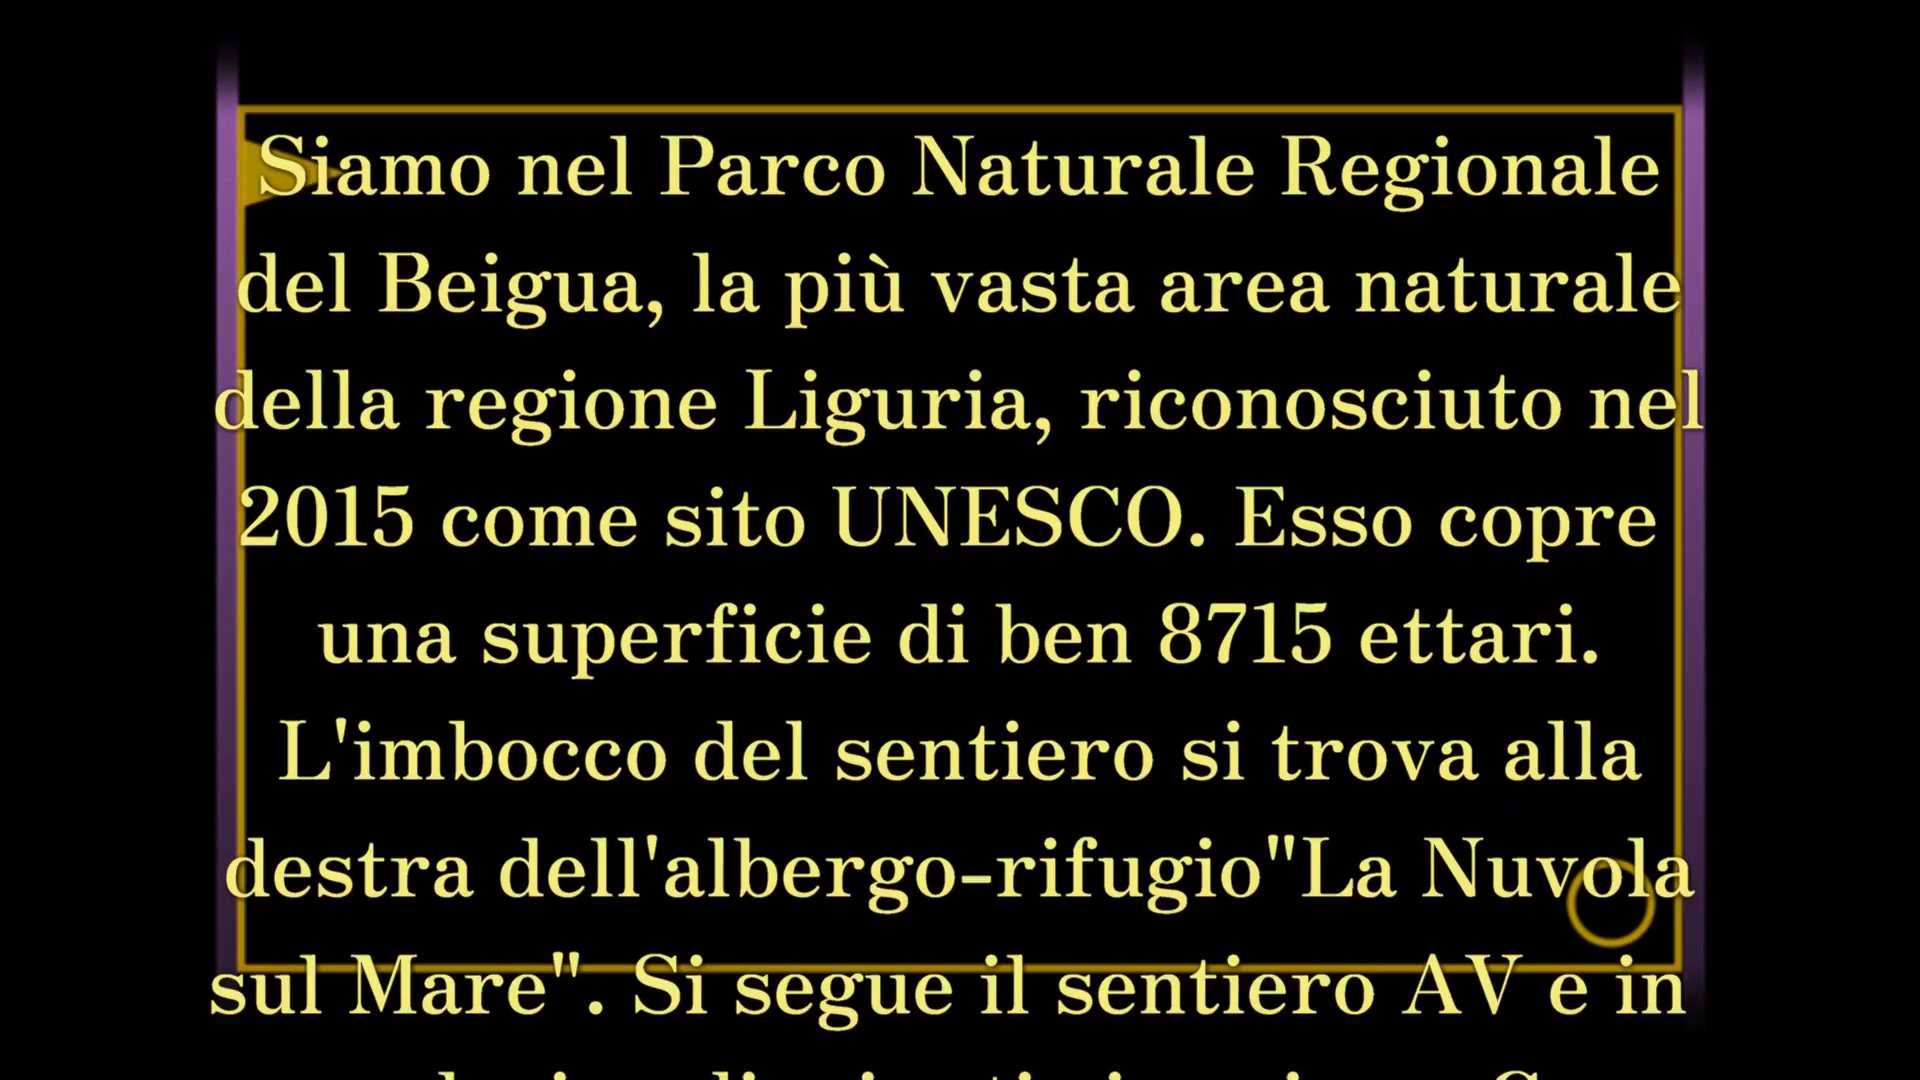 Siamo nel Parco Naturale Regionale
del Beigua, la più vasta area naturale
della regione Liguria, riconosciuto nel
2015 come sito UNESCO. Esso copre
una superficie di ben 8715 ettari.
L'imbocco del sentiero si trova alla
destra dell'albergo-rifugio"La Nuvola
sul Mare". Si segue il sentiero AV e in